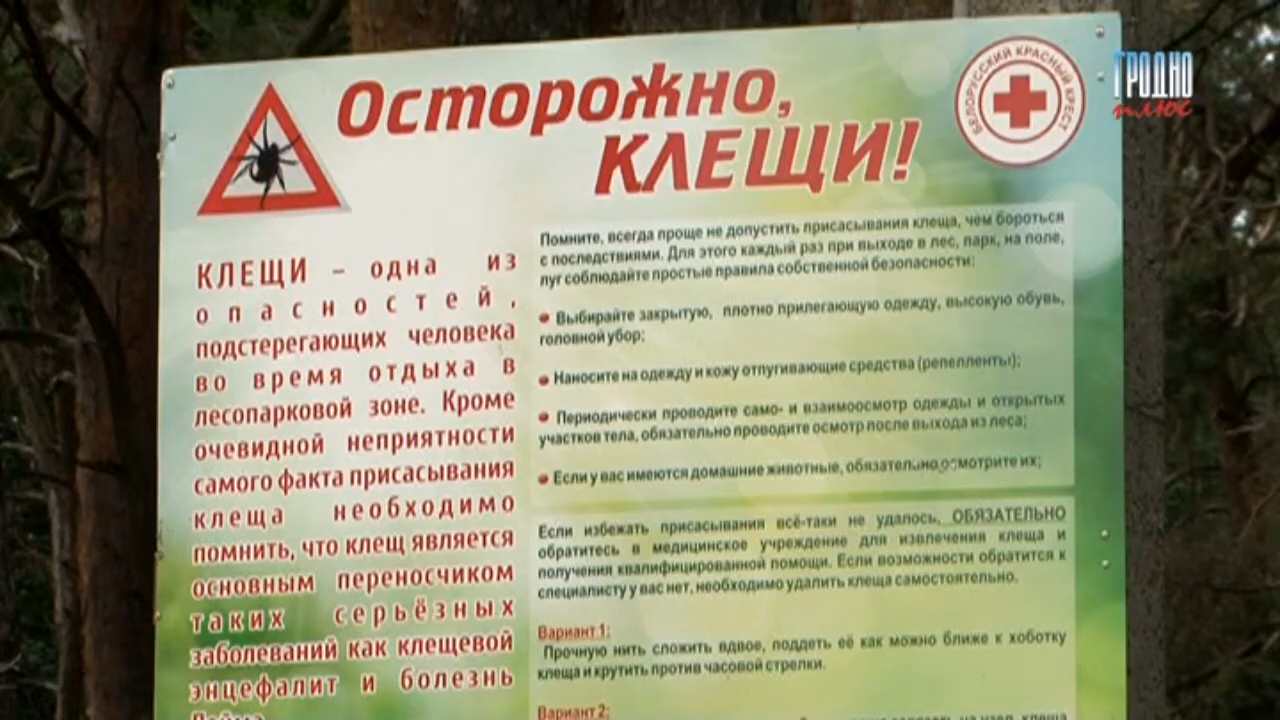 Осторожно,
КЛЕЩИ!
БЕЛОРУССКИЙ КРАСНЫЙ КРЕСТ
ГРОДНО
плюс
КЛЕЩИ – одна из
опасностей,
подстерегающих человека
во время отдыха в
лесопарковой зоне. Кроме
очевидной неприятности
самого факта присасывания
клеща необходимо
помнить, что клещ является
основным переносчиком
таких серьёзных
заболеваний как клещевой
энцефалит и болезнь
Помните, всегда проще не допустить присасывания клеща, чем бороться
с последствиями. Для этого каждый раз при выходе в лес, парк, на поле,
луг соблюдайте простые правила собственной безопасности:
Выбирайте закрытую, плотно прилегающую одежду, высокую обувь,
головной убор;
Наносите на одежду и кожу отпугивающие средства (репелленты);
Периодически проводите само- и взаимоосмотр одежды и открытых
участков тела, обязательно проводите осмотр после выхода из леса;
Если у вас имеются домашние животные, обязательно осмотрите их;
Если избежать присасывания всё-таки не удалось, ОБЯЗАТЕЛЬНО
обратитесь в медицинское учреждение для извлечения клеща и
получения квалифицированной помощи. Если возможности обратится к
специалисту у вас нет, необходимо удалить клеща самостоятельно.
Вариант 1:
Прочную нить сложить вдвое, поддеть её как можно ближе к хоботку
клеща и крутить против часовой стрелки.
Вариант 2: